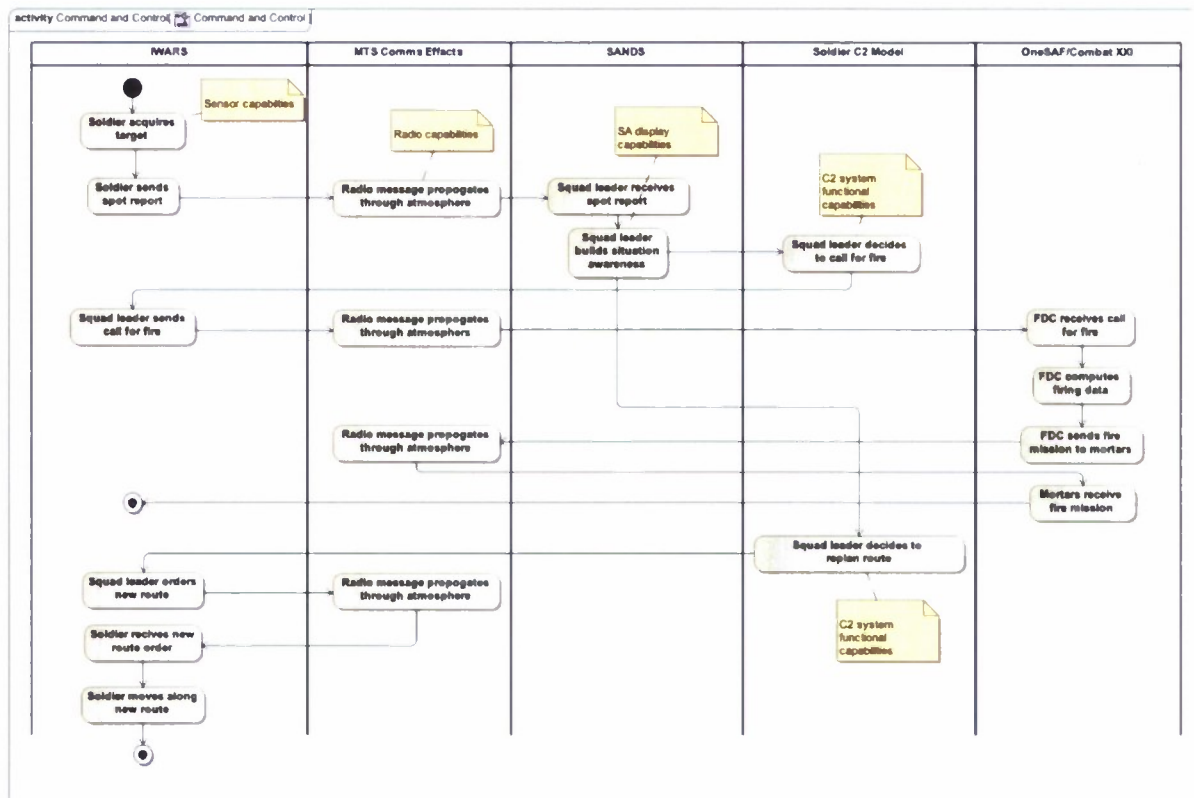 activity Command and Control[ Command and Control ]
IWARS
MTS Comms Effects
SANDS
Soldier C2 Model
OneSAF/Combat XXI
Soldier acquires
target
Sensor capabilities
Radio capabilities
SA display
capabilities
C2 system
functional
capabilities
Soldier sends
spot report
Radio message propogates
through atmosphere
Squad leader receives
spot report
Squad leader
builds situation
awareness
Squad leader decides
to call for fire
Squad leader sends
call for fire
Radio message propogates
through atmosphere
FDC receives call
for fire
FDC computes
firing data
Radio message propogates
through atmosphere
FDC sends fire
mission to mortars
Mortars receive
fire mission
Squad leader decides to
replan route
Squad leader orders
new route
Radio message propogates
through atmosphere
C2 system
functional
capabilities
Soldier recives new
route order
Soldier moves along
new route